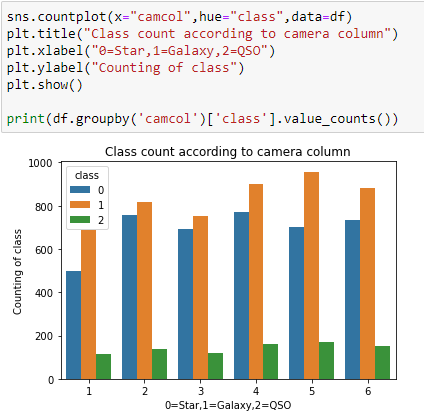 sns.countplot(x="camcol",hue="class",data=df)
plt.title("Class count according to camera column")
plt.xlabel("0=Star,1=Galaxy,2=QSO")
plt.ylabel("Counting of class")
plt.show()
print(df.groupby('camcol')['class'].value_counts())
Class count according to camera column
class
0
1
2
1000
800
600
400
200
0
Counting of class
1 2 3 4 5 6
0=Star,1=Galaxy,2=QSO